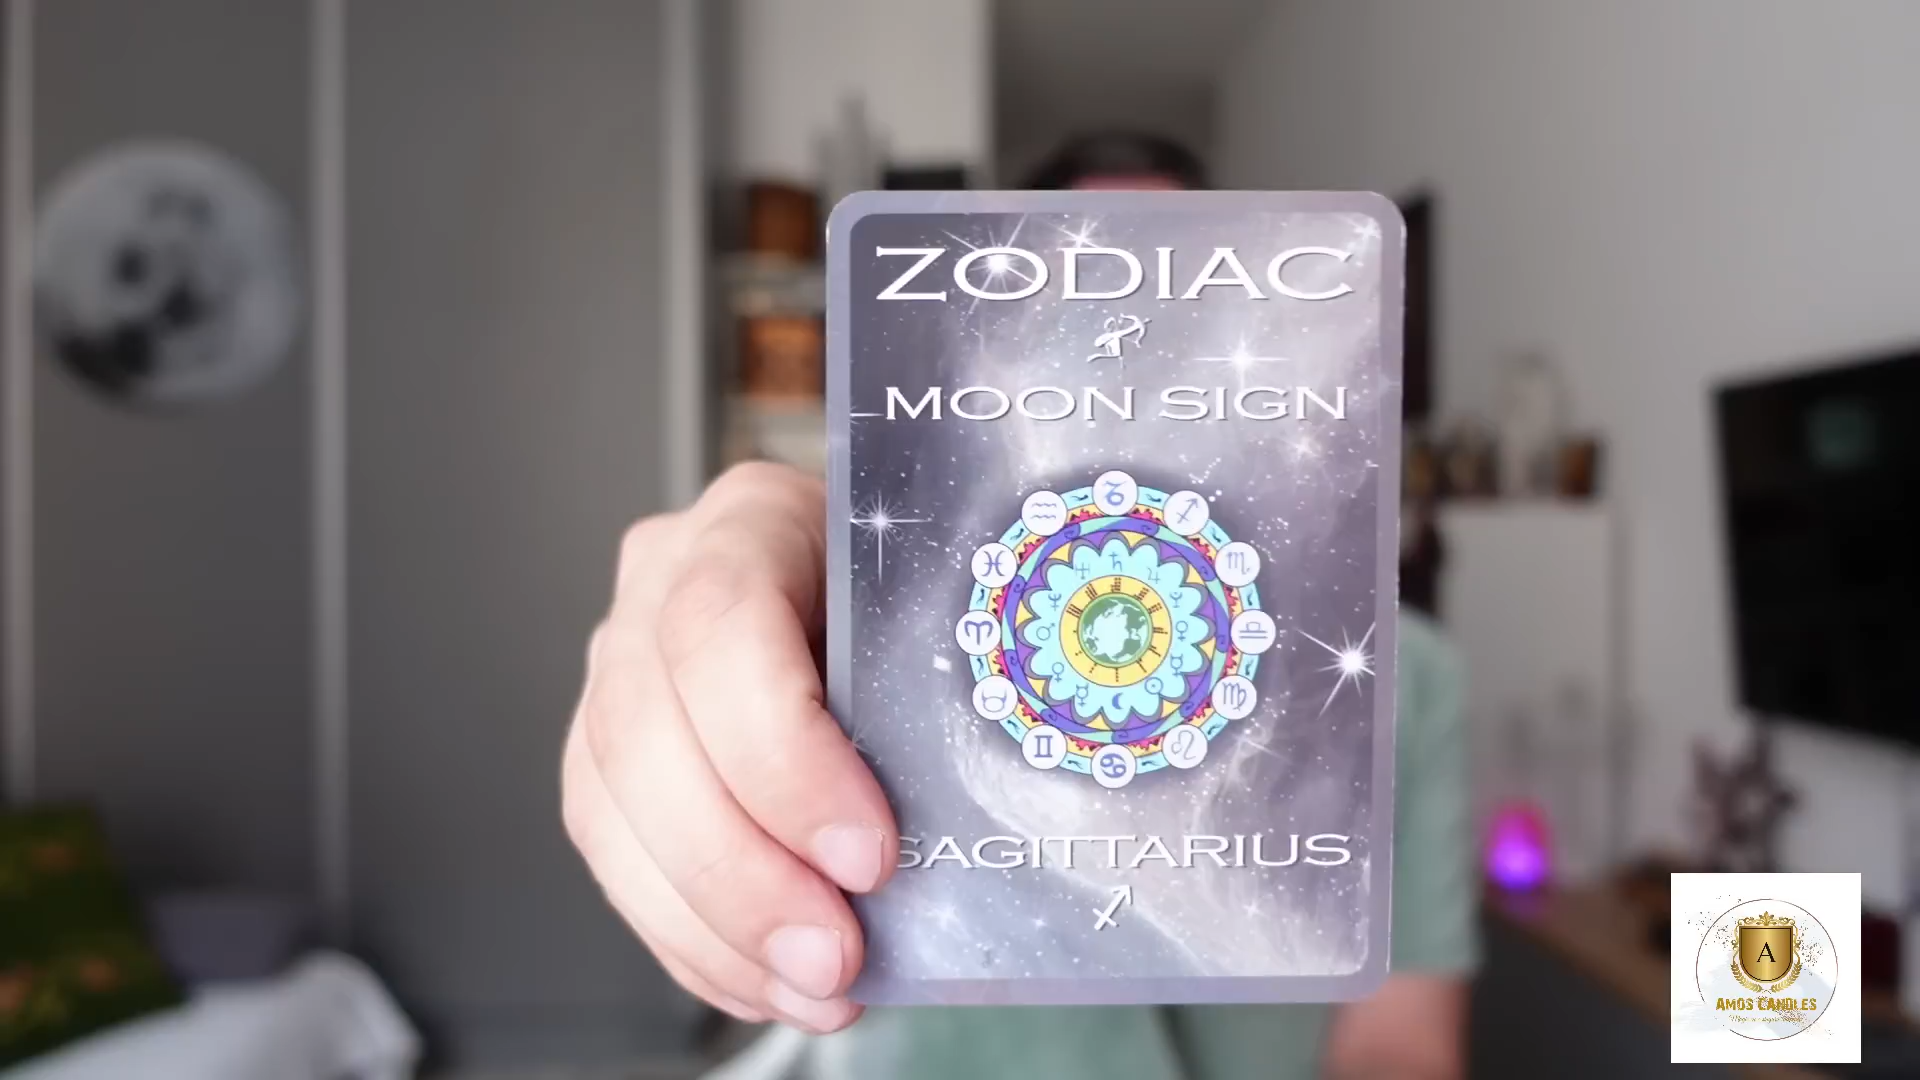 ZODIAC
MOON SIGN
SAGITTARIUS
A
AMOS CANDLES